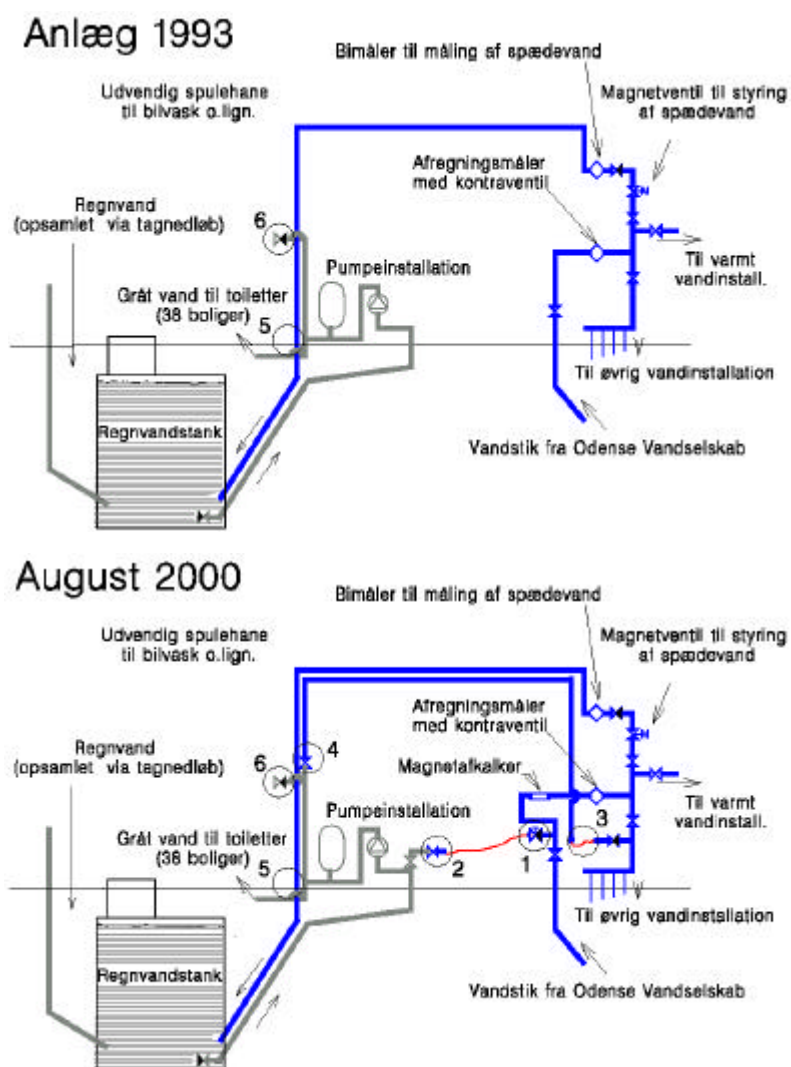 Anlæg 1993
Bimåler til måling af spædevand
Udvendig spulehane
til bilvask o.lign.
Magnetventil til styring
af spædevand
Afregningsmåler
med kontraventil
Regnvand
(opsamlet via tagnedløb)
6
Pumpeinstallation
Til varmt
vandinstall.
Gråt vand til toiletter
(38 boliger)
5
Til øvrig vandinstallation
Regnvandstank
Vandstik fra Odense Vandselskab
August 2000
Bimåler til måling af spædevand
Udvendig spulehane
til bilvask o.lign.
Magnetventil til styring
af spædevand
Afregningsmåler
med kontraventil
Regnvand
(opsamlet via tagnedløb)
4
Magnetafkalker
6
Pumpeinstallation
Til varmt
vandinstall.
3
Gråt vand til toiletter
(38 boliger)
5
2
1
Til øvrig vandinstallation
Regnvandstank
Vandstik fra Odense Vandselskab